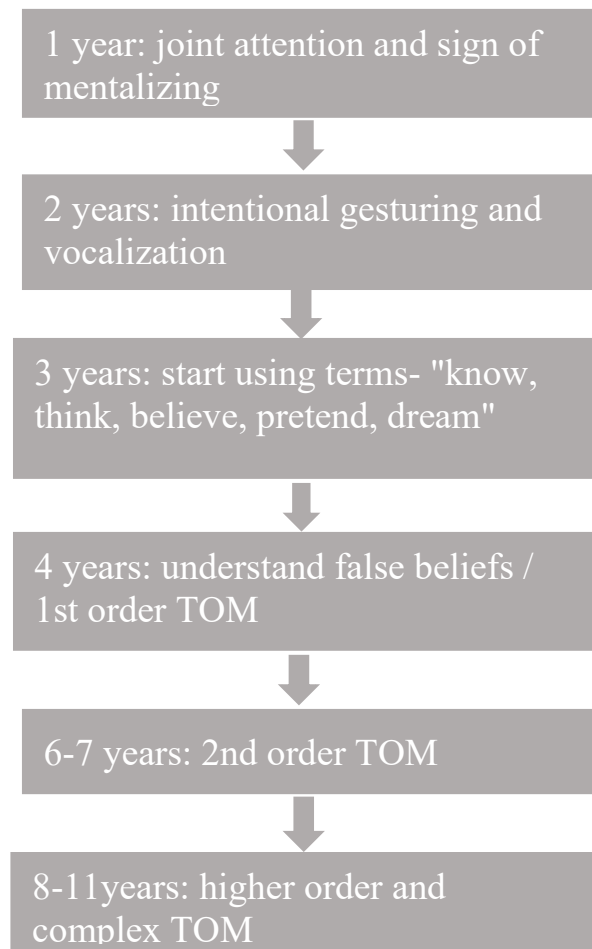 1 year: joint attention and sign of
mentalizing
2 years: intentional gesturing and
vocalization
3 years: start using terms- "know,
think, believe, pretend, dream"
4 years: understand false beliefs /
1st order TOM
6-7 years: 2nd order TOM
8-11years: higher order and
complex TOM